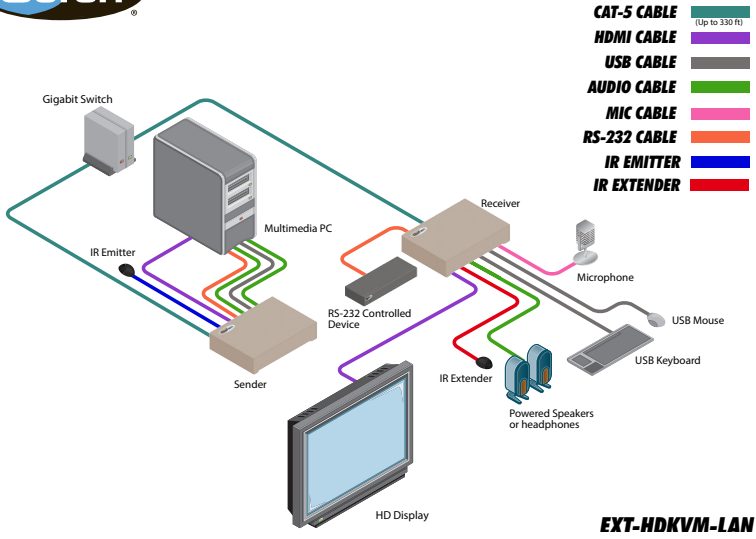 CAT-5 CABLE
(Up to 330 ft)
HDMI CABLE
USB CABLE
AUDIO CABLE
MIC CABLE
RS-232 CABLE
IR EMITTER
IR EXTENDER
Gigabit Switch
Multimedia PC
IR Emitter
Sender
Receiver
RS-232 Controlled
Device
Microphone
USB Mouse
USB Keyboard
IR Extender
Powered Speakers
or headphones
HD Display
EXT-HDKVM-LAN